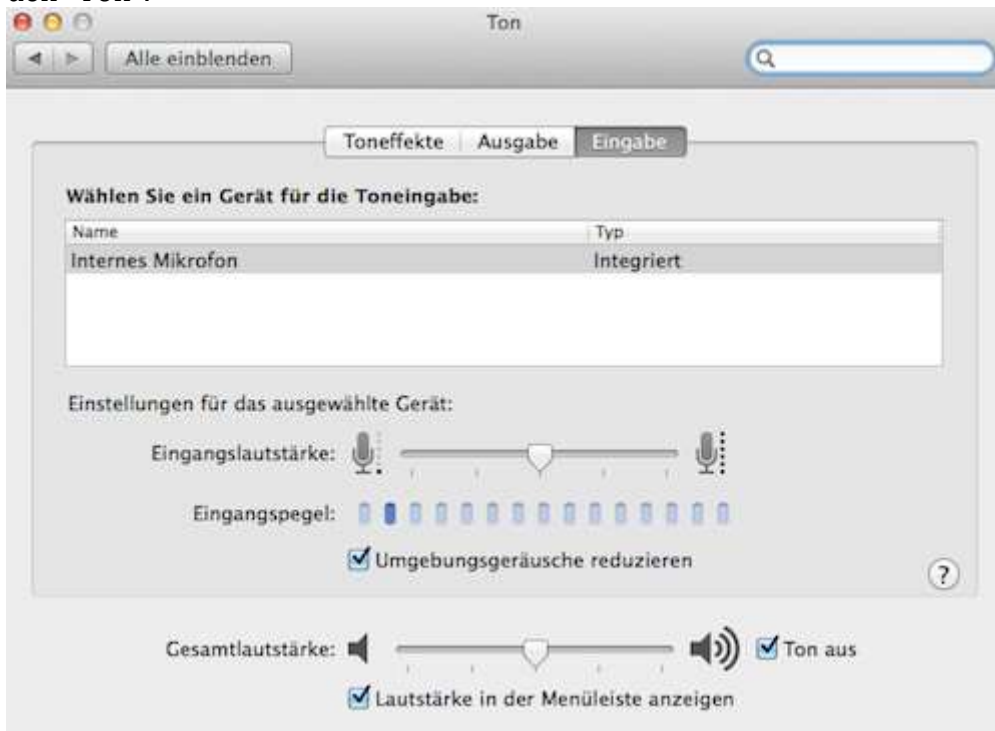 Ton
Alle einblenden
Toneffekte Ausgabe Eingabe
Wählen Sie ein Gerät für die Toneingabe:
Name Typ
Internes Mikrofon Integriert
Einstellungen für das ausgewählte Gerät:
Eingangslautstärke:
Eingangspegel:
Umgebungsgeräusche reduzieren
?
Gesamtlautstärke: Ton aus
Lautstärke in der Menüleiste anzeigen